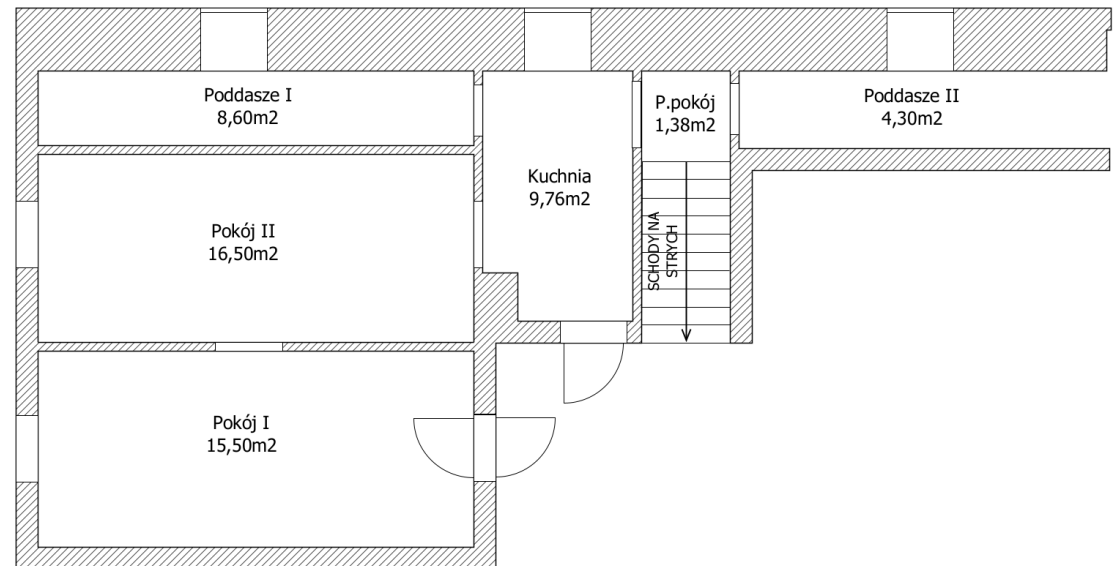 Poddasze I
8,60m2
P.pokój
1,38m2
Poddasze II
4,30m2
Kuchnia
9,76m2
Pokój II
16,50m2
SCHODY NA
STRYCH
Pokój I
15,50m2